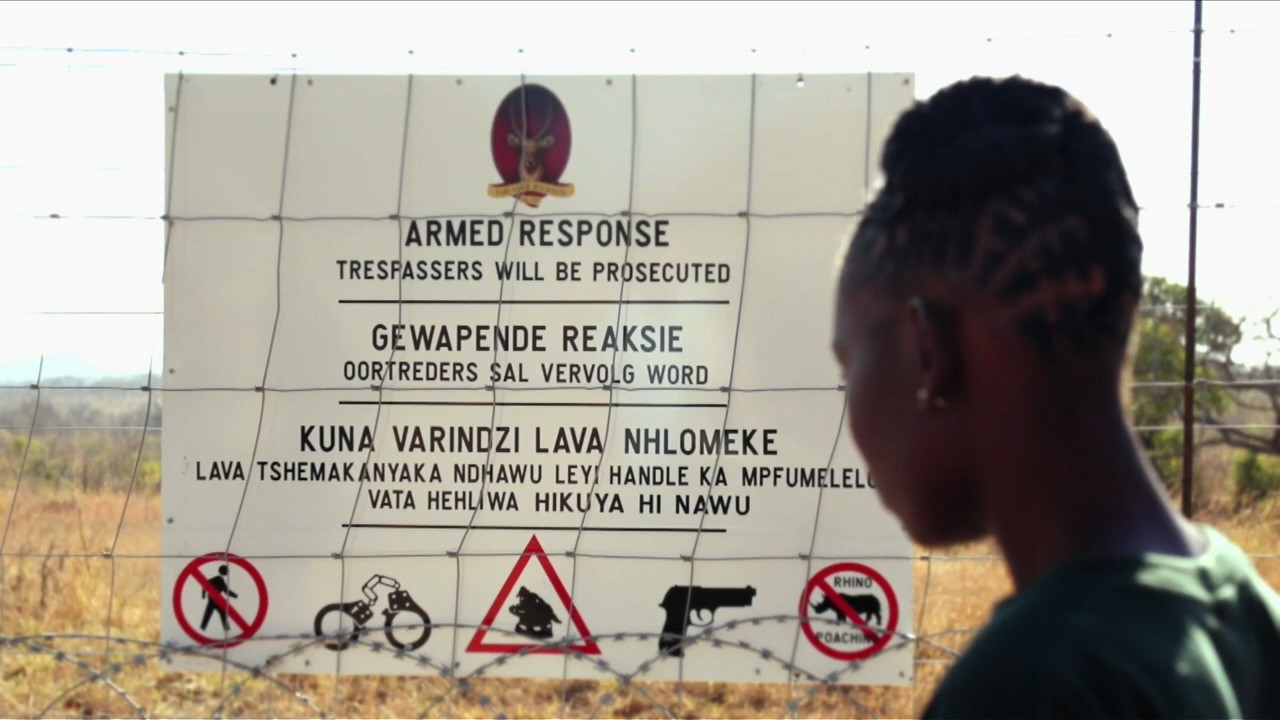 ARMED RESPONSE
TRESPASSERS WILL BE PROSECUTED
GEWAPENDE REAKSIE
OORTREDERS SAL VERVOLG WORD
KUNA VARINDZI LAVA NHLOMEKE
LAVA TSHEMAKANYAKA NDHAWU LEYI HANDLE KA
VATA HEHLIWA HIKUYA HI NAWU
RHINO
POACHING